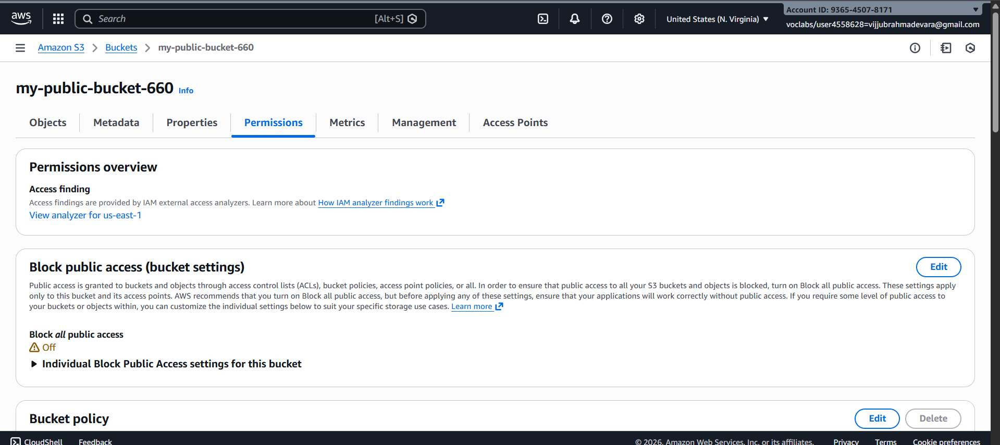 aws
Search [Alt+S]
United States (N. Virginia)
Account ID: 9365-4507-8171
voclabs/user4558628=vijjubrahmadevara@gmail.com
Amazon S3 > Buckets > my-public-bucket-660
my-public-bucket-660 Info
Objects Metadata Properties Permissions Metrics Management Access Points
Permissions overview
Access finding
Access findings are provided by IAM external access analyzers. Learn more about How IAM analyzer findings work
View analyzer for us-east-1
Block public access (bucket settings) Edit
Public access is granted to buckets and objects through access control lists (ACLs), bucket policies, access point policies, or all. In order to ensure that public access to all your S3 buckets and objects is blocked, turn on Block all public access. These settings apply
only to this bucket and its access points. AWS recommends that you turn on Block all public access, but before applying any of these settings, ensure that your applications will work correctly without public access. If you require some level of public access to
your buckets or objects within, you can customize the individual settings below to suit your specific storage use cases. Learn more
Block all public access
Off
Individual Block Public Access settings for this bucket
Bucket policy Edit Delete
CloudShell Feedback © 2026, Amazon Web Services, Inc. or its affiliates. Privacy Terms Cookie preferences